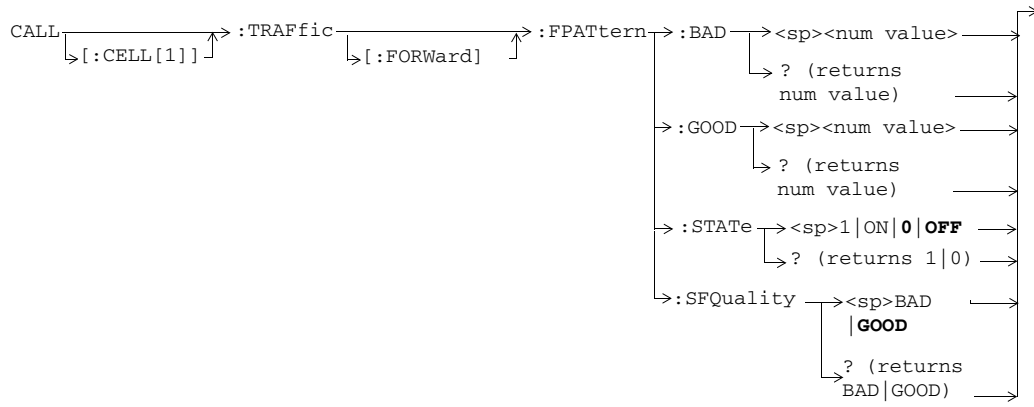 CALL :TRAFfic :FPATtern :BAD <sp><num value>
[:CELL[1]] [:FORWard]
? (returns
num value)
:GOOD <sp><num value>
? (returns
num value)
:STATe <sp>1|ON|0|OFF
? (returns 1|0)
:SFQuality <sp>BAD
|GOOD
? (returns
BAD|GOOD)